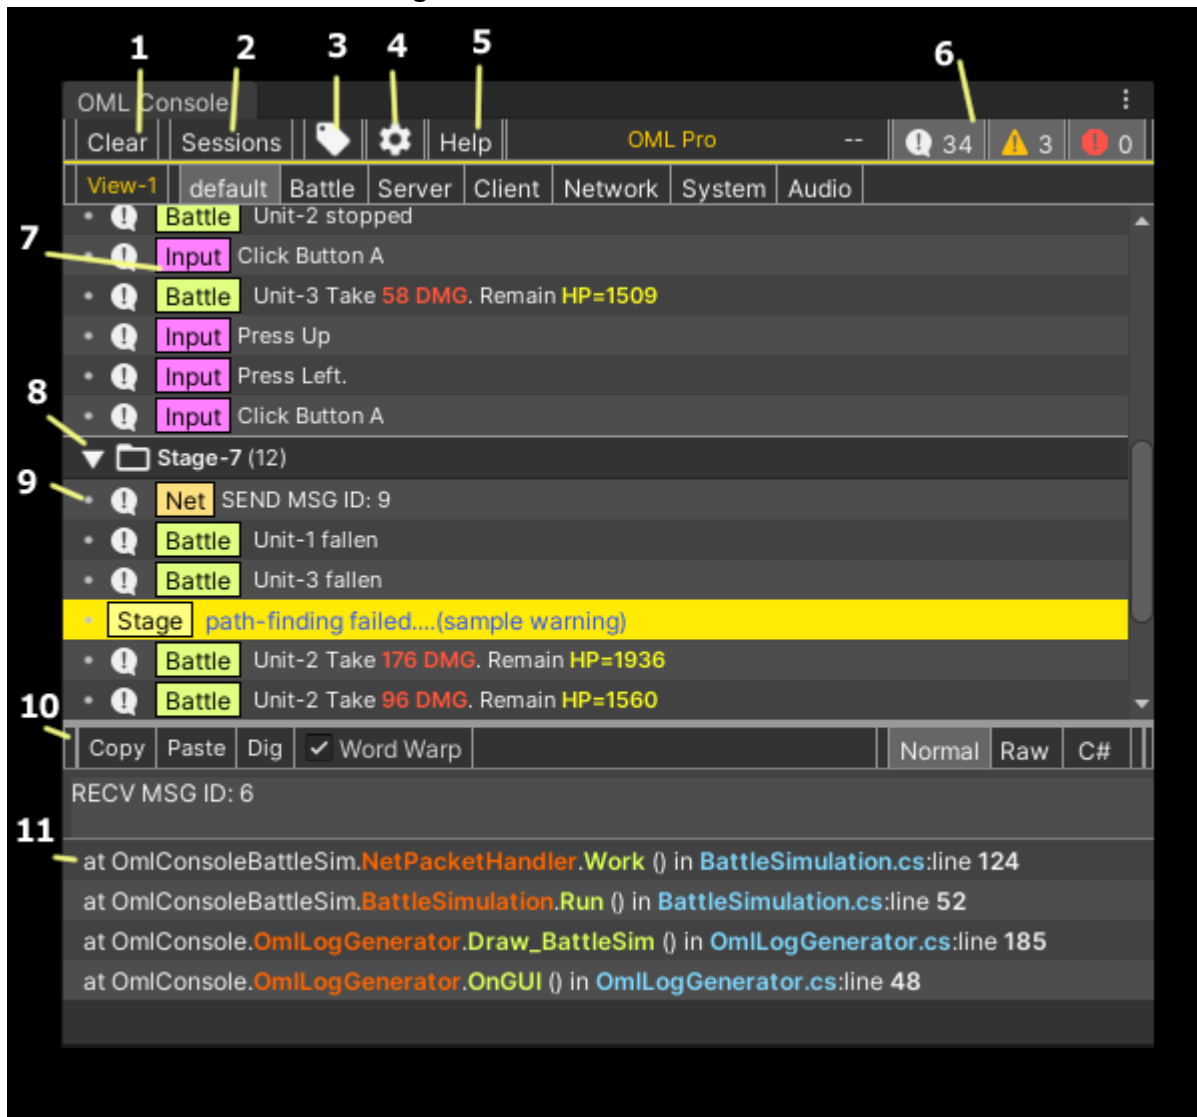 1 2 3 4 5 6
OML Console
Clear Sessions Help OML Pro -- 34 3 0
View-1 default Battle Server Client Network System Audio
Battle Unit-2 stopped
7
Input Click Button A
Battle Unit-3 Take 58 DMG. Remain HP=1509
Input Press Up
Input Press Left.
8
Input Click Button A
Stage-7 (12)
9
Net SEND MSG ID: 9
Battle Unit-1 fallen
Battle Unit-3 fallen
Stage path-finding failed....(sample warning)
Battle Unit-2 Take 176 DMG. Remain HP=1936
10
Battle Unit-2 Take 96 DMG. Remain HP=1560
Copy Paste Dig Word Warp Normal Raw C#
RECV MSG ID: 6
11
at OmlConsoleBattleSim.NetPacketHandler.Work () in BattleSimulation.cs:line 124
at OmlConsoleBattleSim.BattleSimulation.Run () in BattleSimulation.cs:line 52
at OmlConsole.OmlLogGenerator.Draw_BattleSim () in OmlLogGenerator.cs:line 185
at OmlConsole.OmlLogGenerator.OnGUI () in OmlLogGenerator.cs:line 48